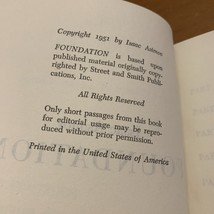 Copyright 1951 by Isaac Asimov
FOUNDATION is based upon
published material originally copy-
righted by Street and Smith Publi-
cations, Inc.
All Rights Reserved
Only short passages from this book
for editorial usage may be repro-
duced without prior permission.
Printed in the United States of America